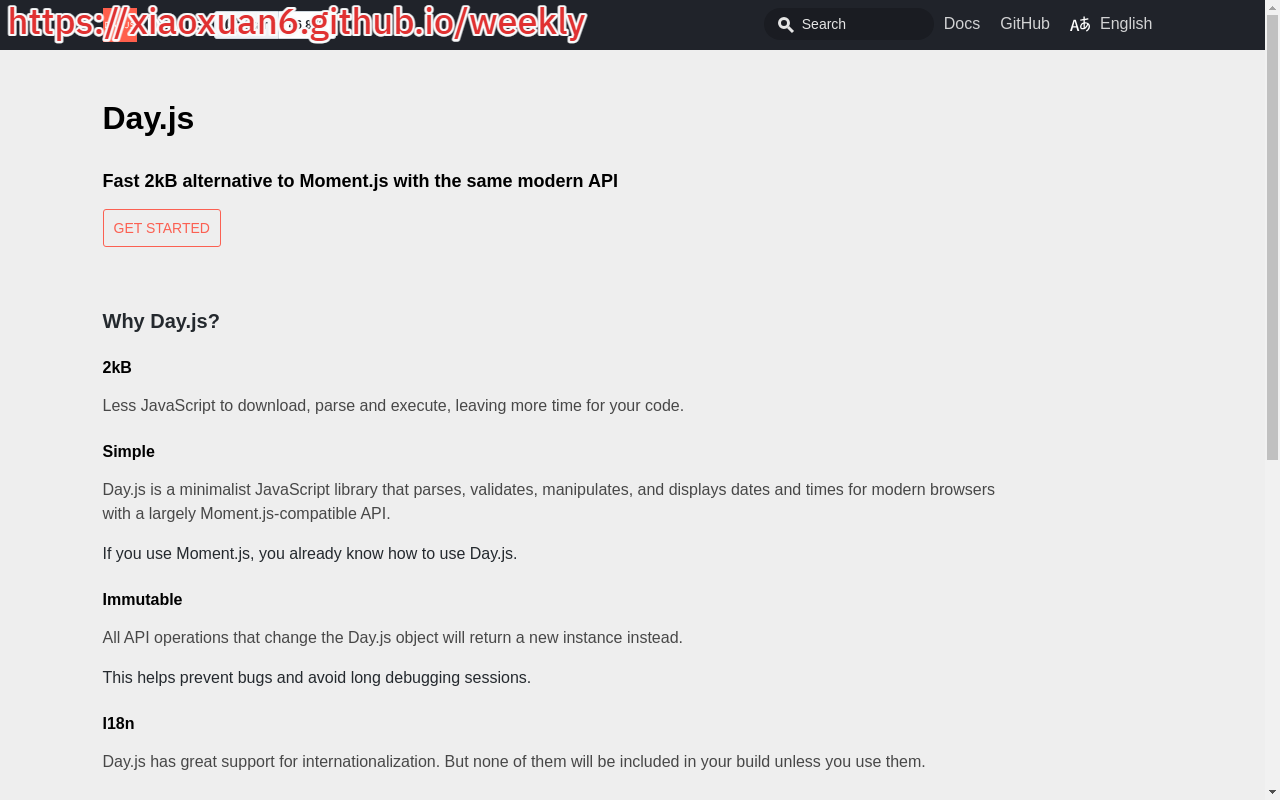 https://xiaoxuan6.github.io/weekly
Search
Docs
GitHub
English
Day.js
Fast 2kB alternative to Moment.js with the same modern API
GET STARTED
Why Day.js?
2kB
Less JavaScript to download, parse and execute, leaving more time for your code.
Simple
Day.js is a minimalist JavaScript library that parses, validates, manipulates, and displays dates and times for modern browsers
with a largely Moment.js-compatible API.
If you use Moment.js, you already know how to use Day.js.
Immutable
All API operations that change the Day.js object will return a new instance instead.
This helps prevent bugs and avoid long debugging sessions.
I18n
Day.js has great support for internationalization. But none of them will be included in your build unless you use them.